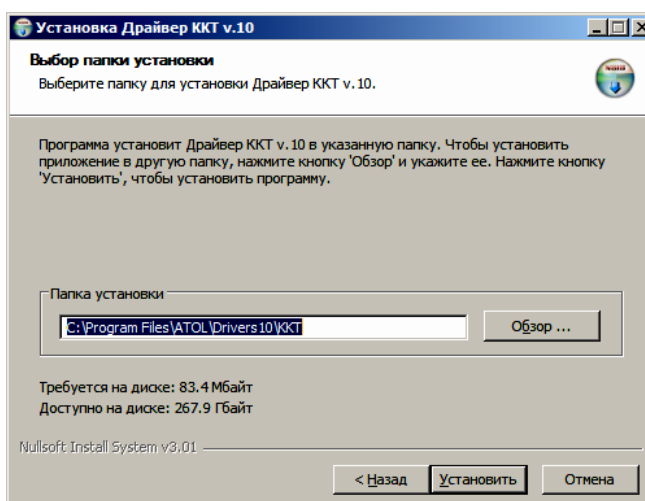 Установка Драйвер ККТ v.10
Выбор папки установки
Выберите папку для установки Драйвер ККТ v.10.
Программа установит Драйвер ККТ v.10 в указанную папку. Чтобы установить
приложение в другую папку, нажмите кнопку 'Обзор' и укажите ее. Нажмите кнопку
'Установить', чтобы установить программу.
Папка установки
C:\Program Files\ATOL\Drivers10\KKT
Обзор ...
Требуется на диске: 83.4 Мбайт
Доступно на диске: 267.9 Гбайт
Nullsoft Install System v3.01
< Назад
Установить
Отмена